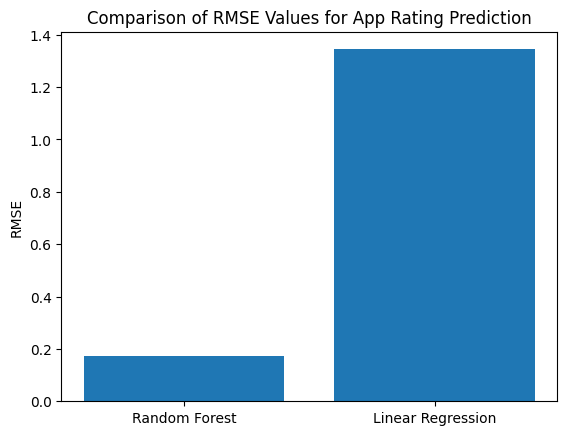 Comparison of RMSE Values for App Rating Prediction
1.4
1.2
1.0
0.8
0.6
0.4
0.2
0.0
RMSE
Random Forest
Linear Regression